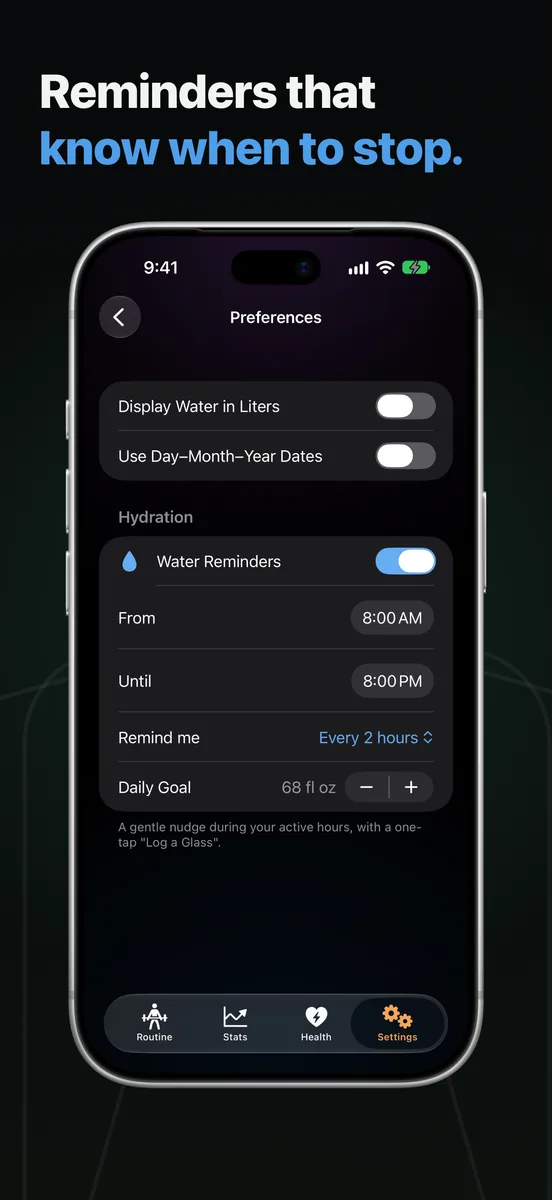 Reminders that
know when to stop.
9:41
Preferences
Display Water in Liters
Use Day–Month–Year Dates
Hydration
Water Reminders
From
8:00 AM
Until
8:00 PM
Remind me
Every 2 hours
Daily Goal
68 fl oz
A gentle nudge during your active hours, with a one-
tap "Log a Glass".
Routine
Stats
Health
Settings